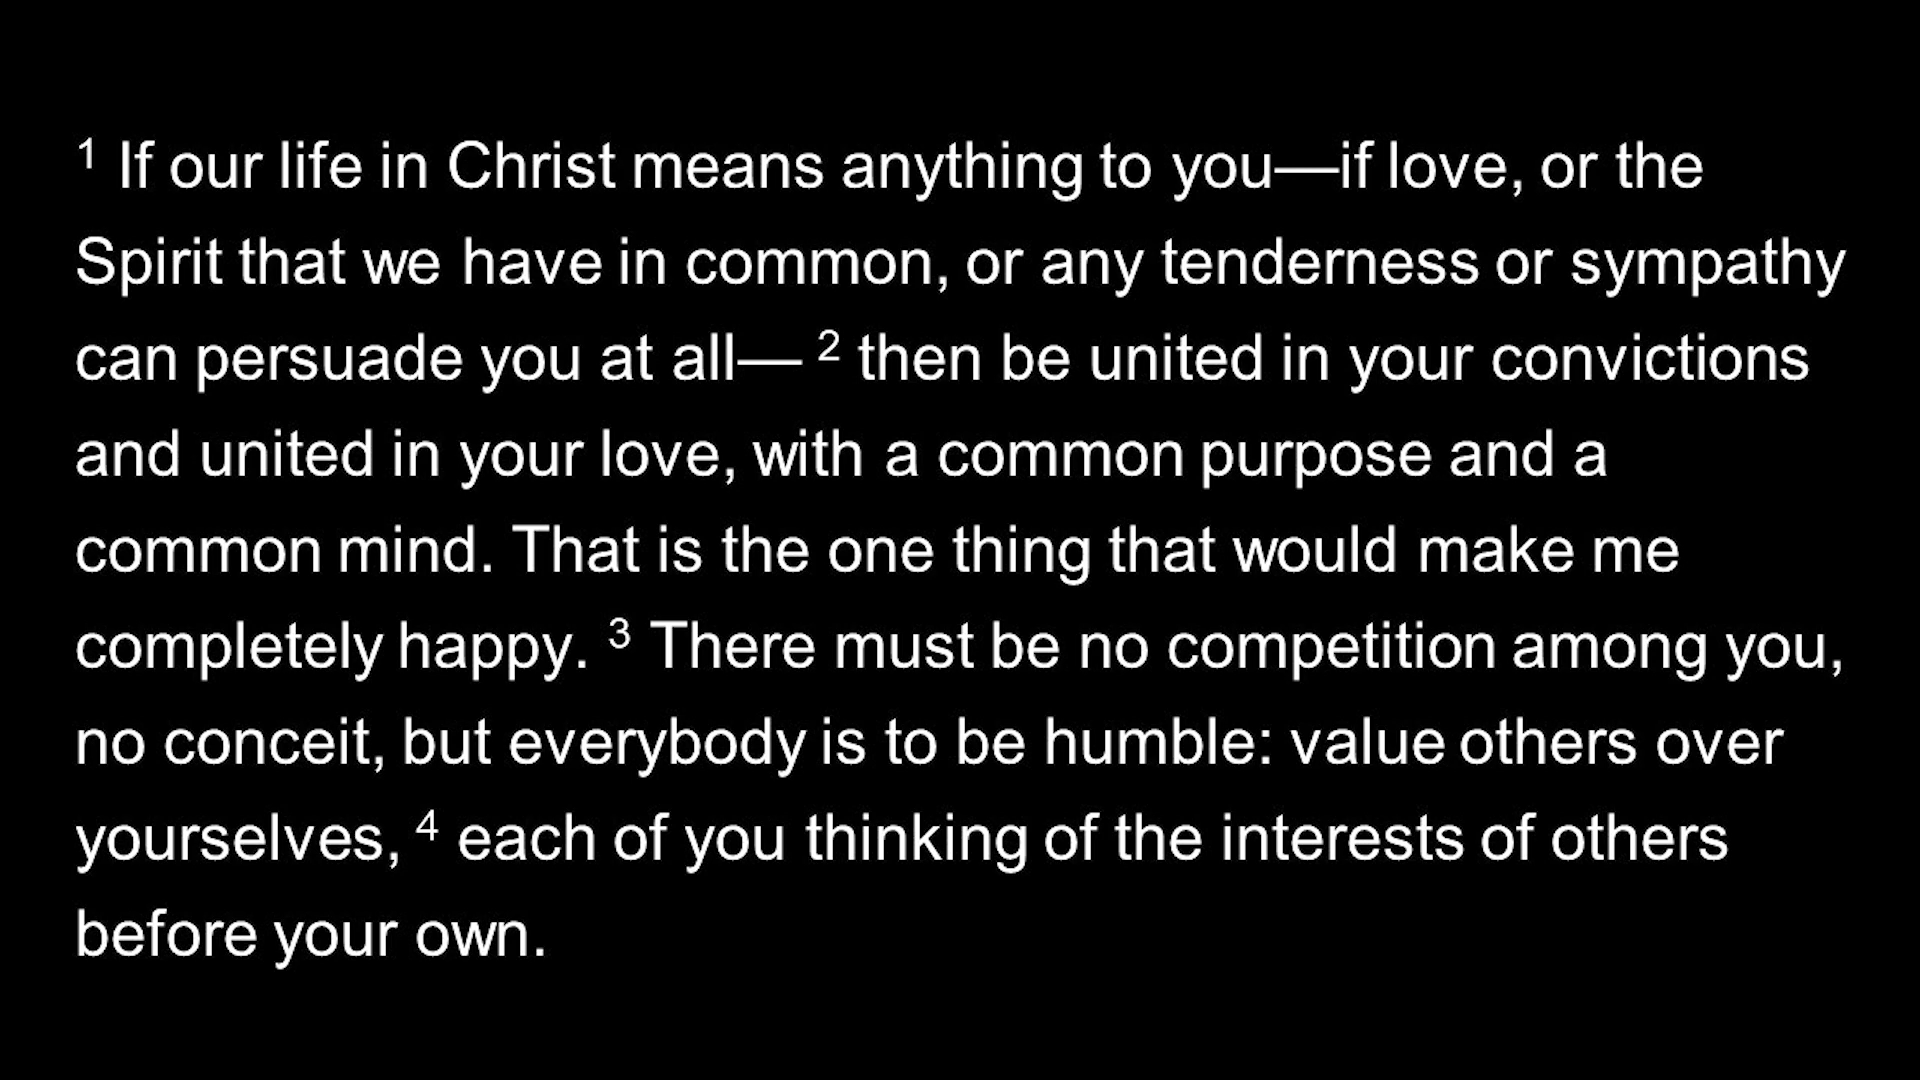 ¹ If our life in Christ means anything to you—if love, or the
Spirit that we have in common, or any tenderness or sympathy
can persuade you at all— ² then be united in your convictions
and united in your love, with a common purpose and a
common mind. That is the one thing that would make me
completely happy. ³ There must be no competition among you,
no conceit, but everybody is to be humble: value others over
yourselves, ⁴ each of you thinking of the interests of others
before your own.